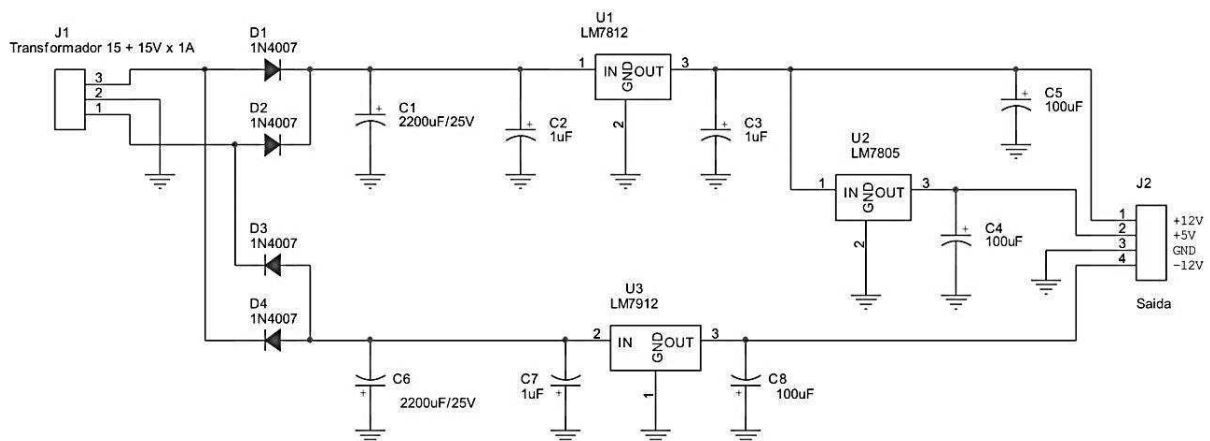 J1
Transformador 15 + 15V x 1A
3
2
1
D1
1N4007
D2
1N4007
D3
1N4007
D4
1N4007
C1
2200uF/25V
C2
1uF
U1
LM7812
1
IN
GND
OUT
3
2
C3
1uF
C5
100uF
U2
LM7805
1
IN
GND
OUT
3
2
C4
100uF
J2
1
+12V
2
+5V
3
GND
4
-12V
Saida
C6
2200uF/25V
C7
1uF
U3
LM7912
2
IN
GND
OUT
3
1
C8
100uF